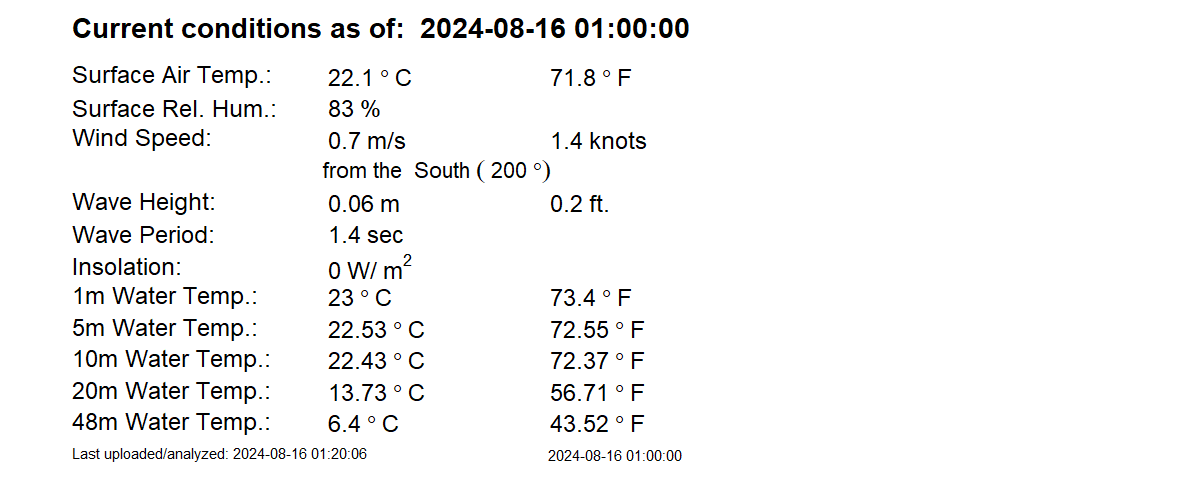 Current conditions as of: 2024-08-16 01:00:00
Surface Air Temp.: 22.1 ° C 71.8 ° F
Surface Rel. Hum.: 83 %
Wind Speed: 0.7 m/s 1.4 knots
from the South ( 200 °)
Wave Height: 0.06 m 0.2 ft.
Wave Period: 1.4 sec
Insolation: 0 W/ m²
1m Water Temp.: 23 ° C 73.4 ° F
5m Water Temp.: 22.53 ° C 72.55 ° F
10m Water Temp.: 22.43 ° C 72.37 ° F
20m Water Temp.: 13.73 ° C 56.71 ° F
48m Water Temp.: 6.4 ° C 43.52 ° F
Last uploaded/analyzed: 2024-08-16 01:20:06 2024-08-16 01:00:00